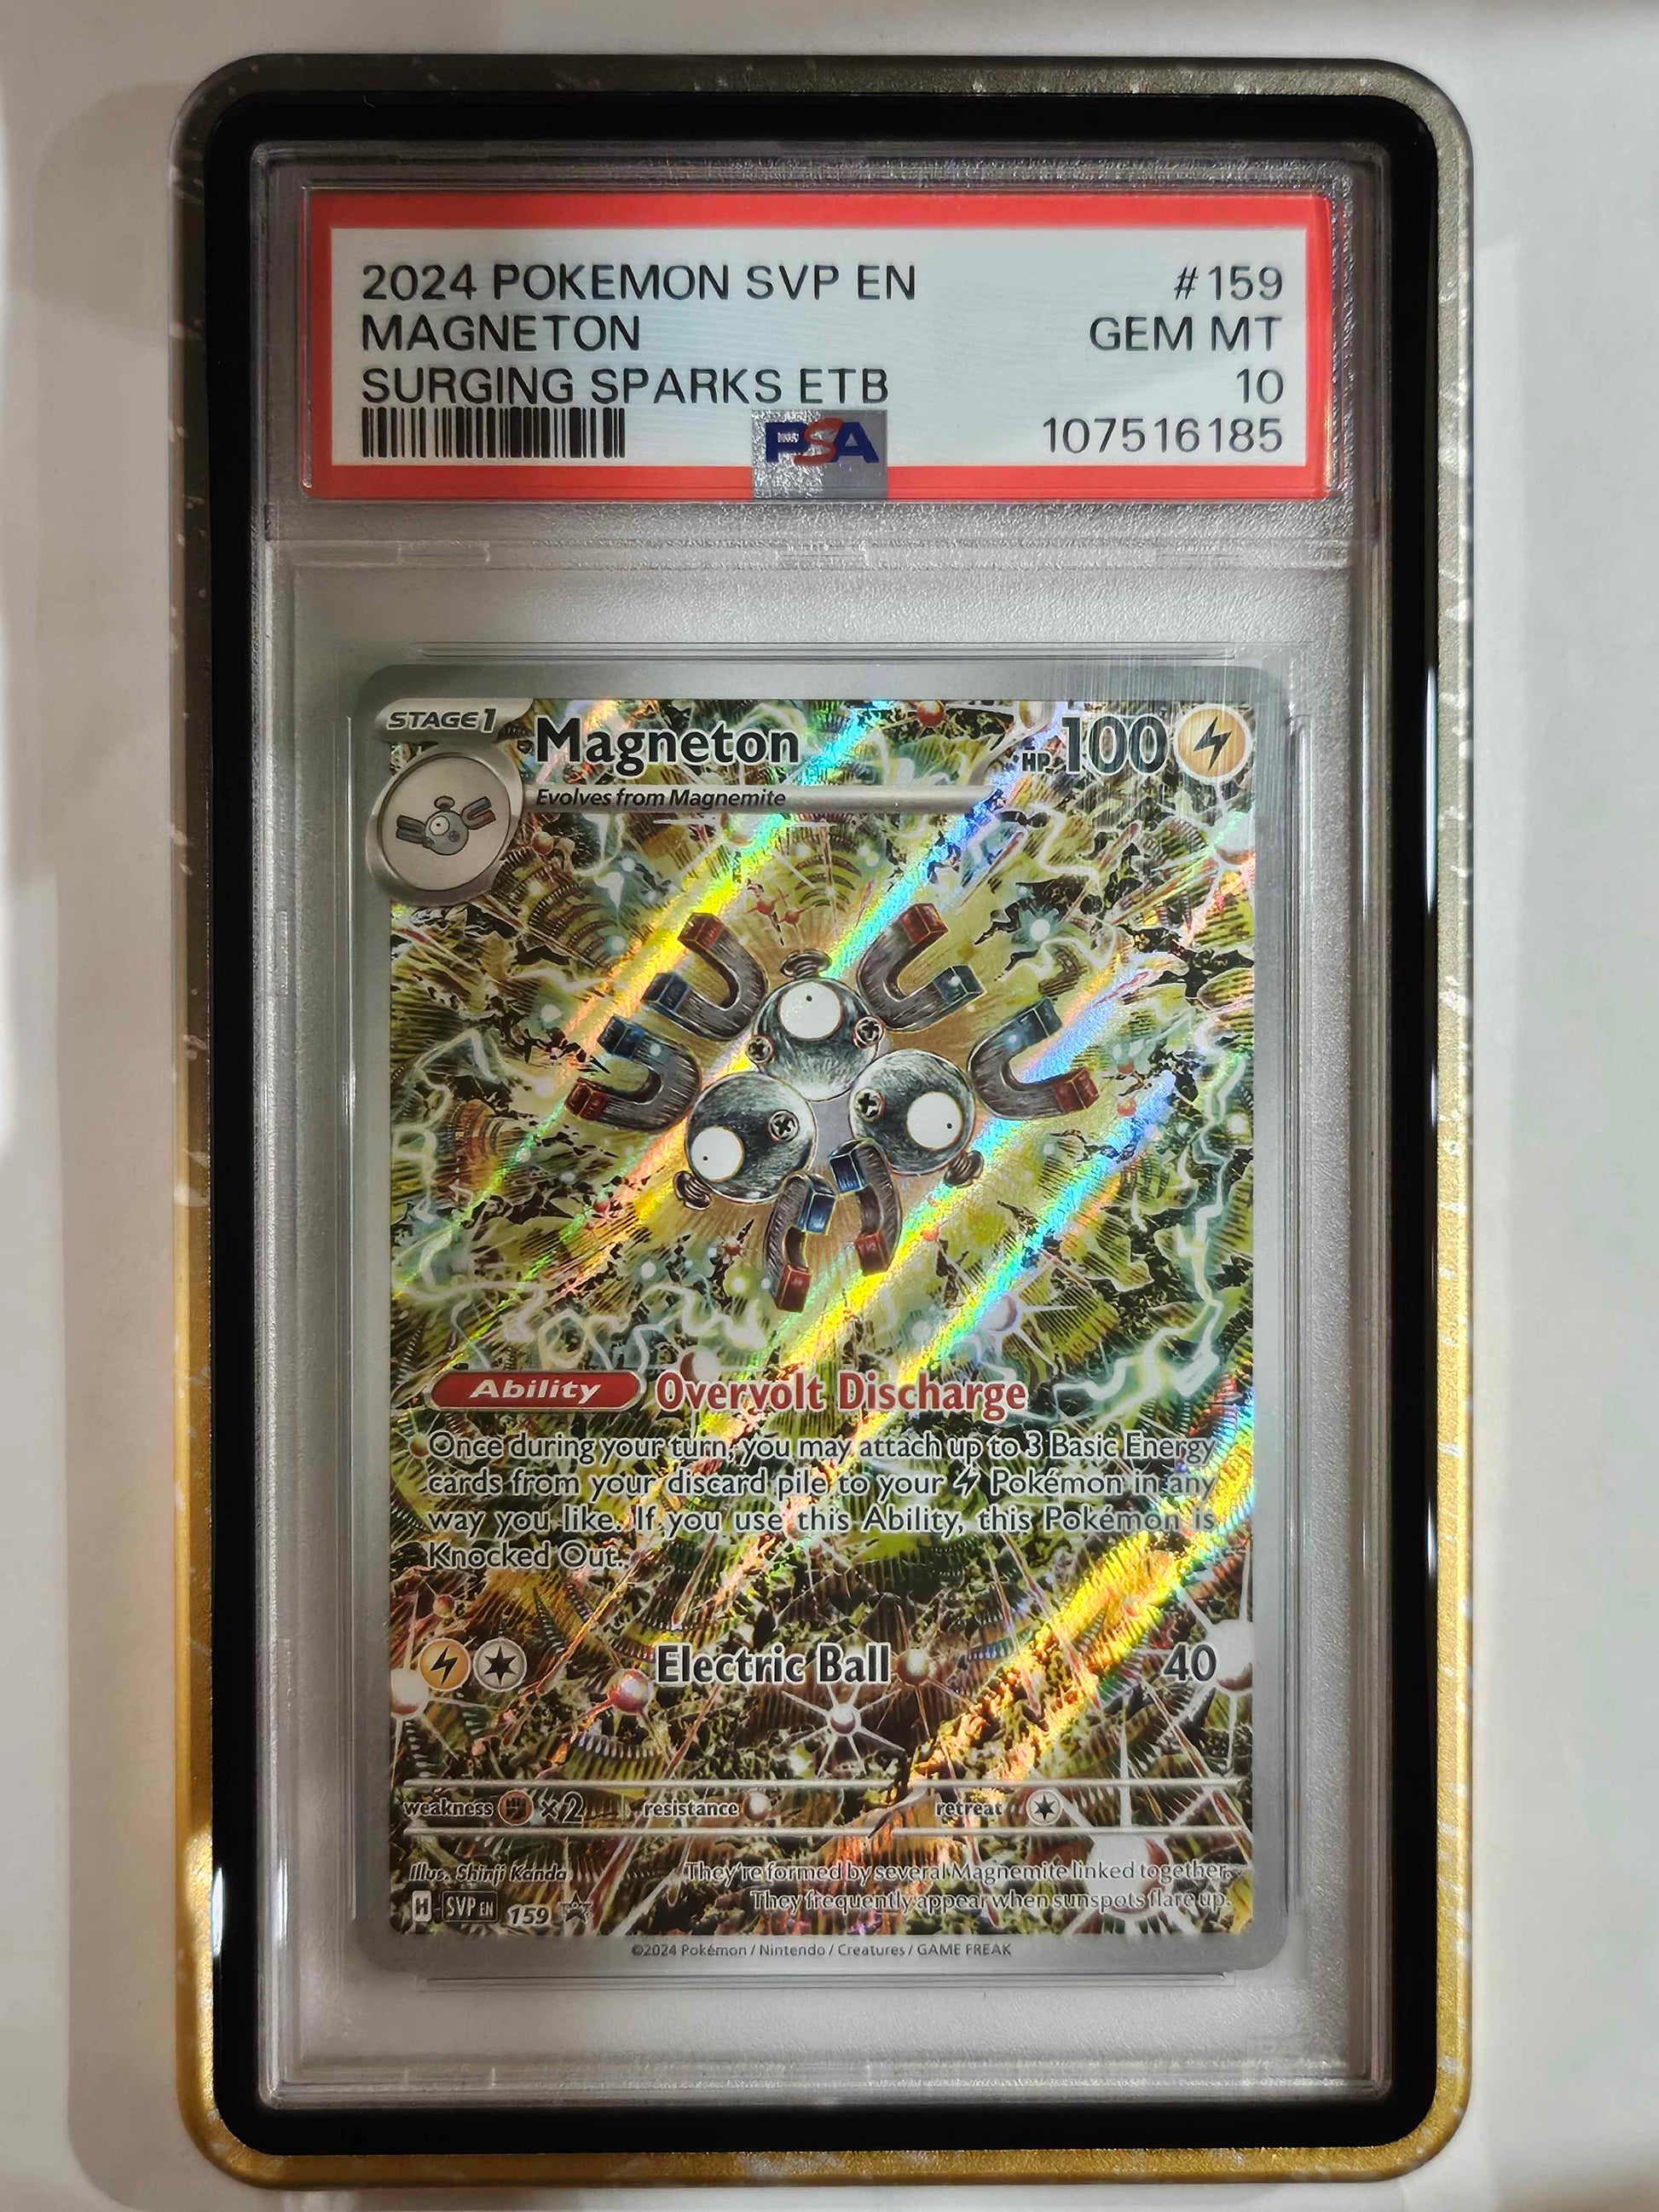 2024 POKEMON SVP EN #159
MAGNETON GEM MT
SURGING SPARKS ETB 10
PSA 107516185
STAGE 1 Magneton HP 100
Evolves from Magnemite
Ability Overvolt Discharge
Once during your turn, you may attach up to 3 Basic Energy
cards from your discard pile to your Pokémon in any
way you like. If you use this Ability, this Pokémon is
Knocked Out.
Electric Ball 40
weakness ×2 resistance retreat
Illus. Shinji Kanda They're formed by several Magnemite linked together.
They frequently appear when sunspots flare up.
H SVP EN 159
©2024 Pokémon / Nintendo / Creatures / GAME FREAK